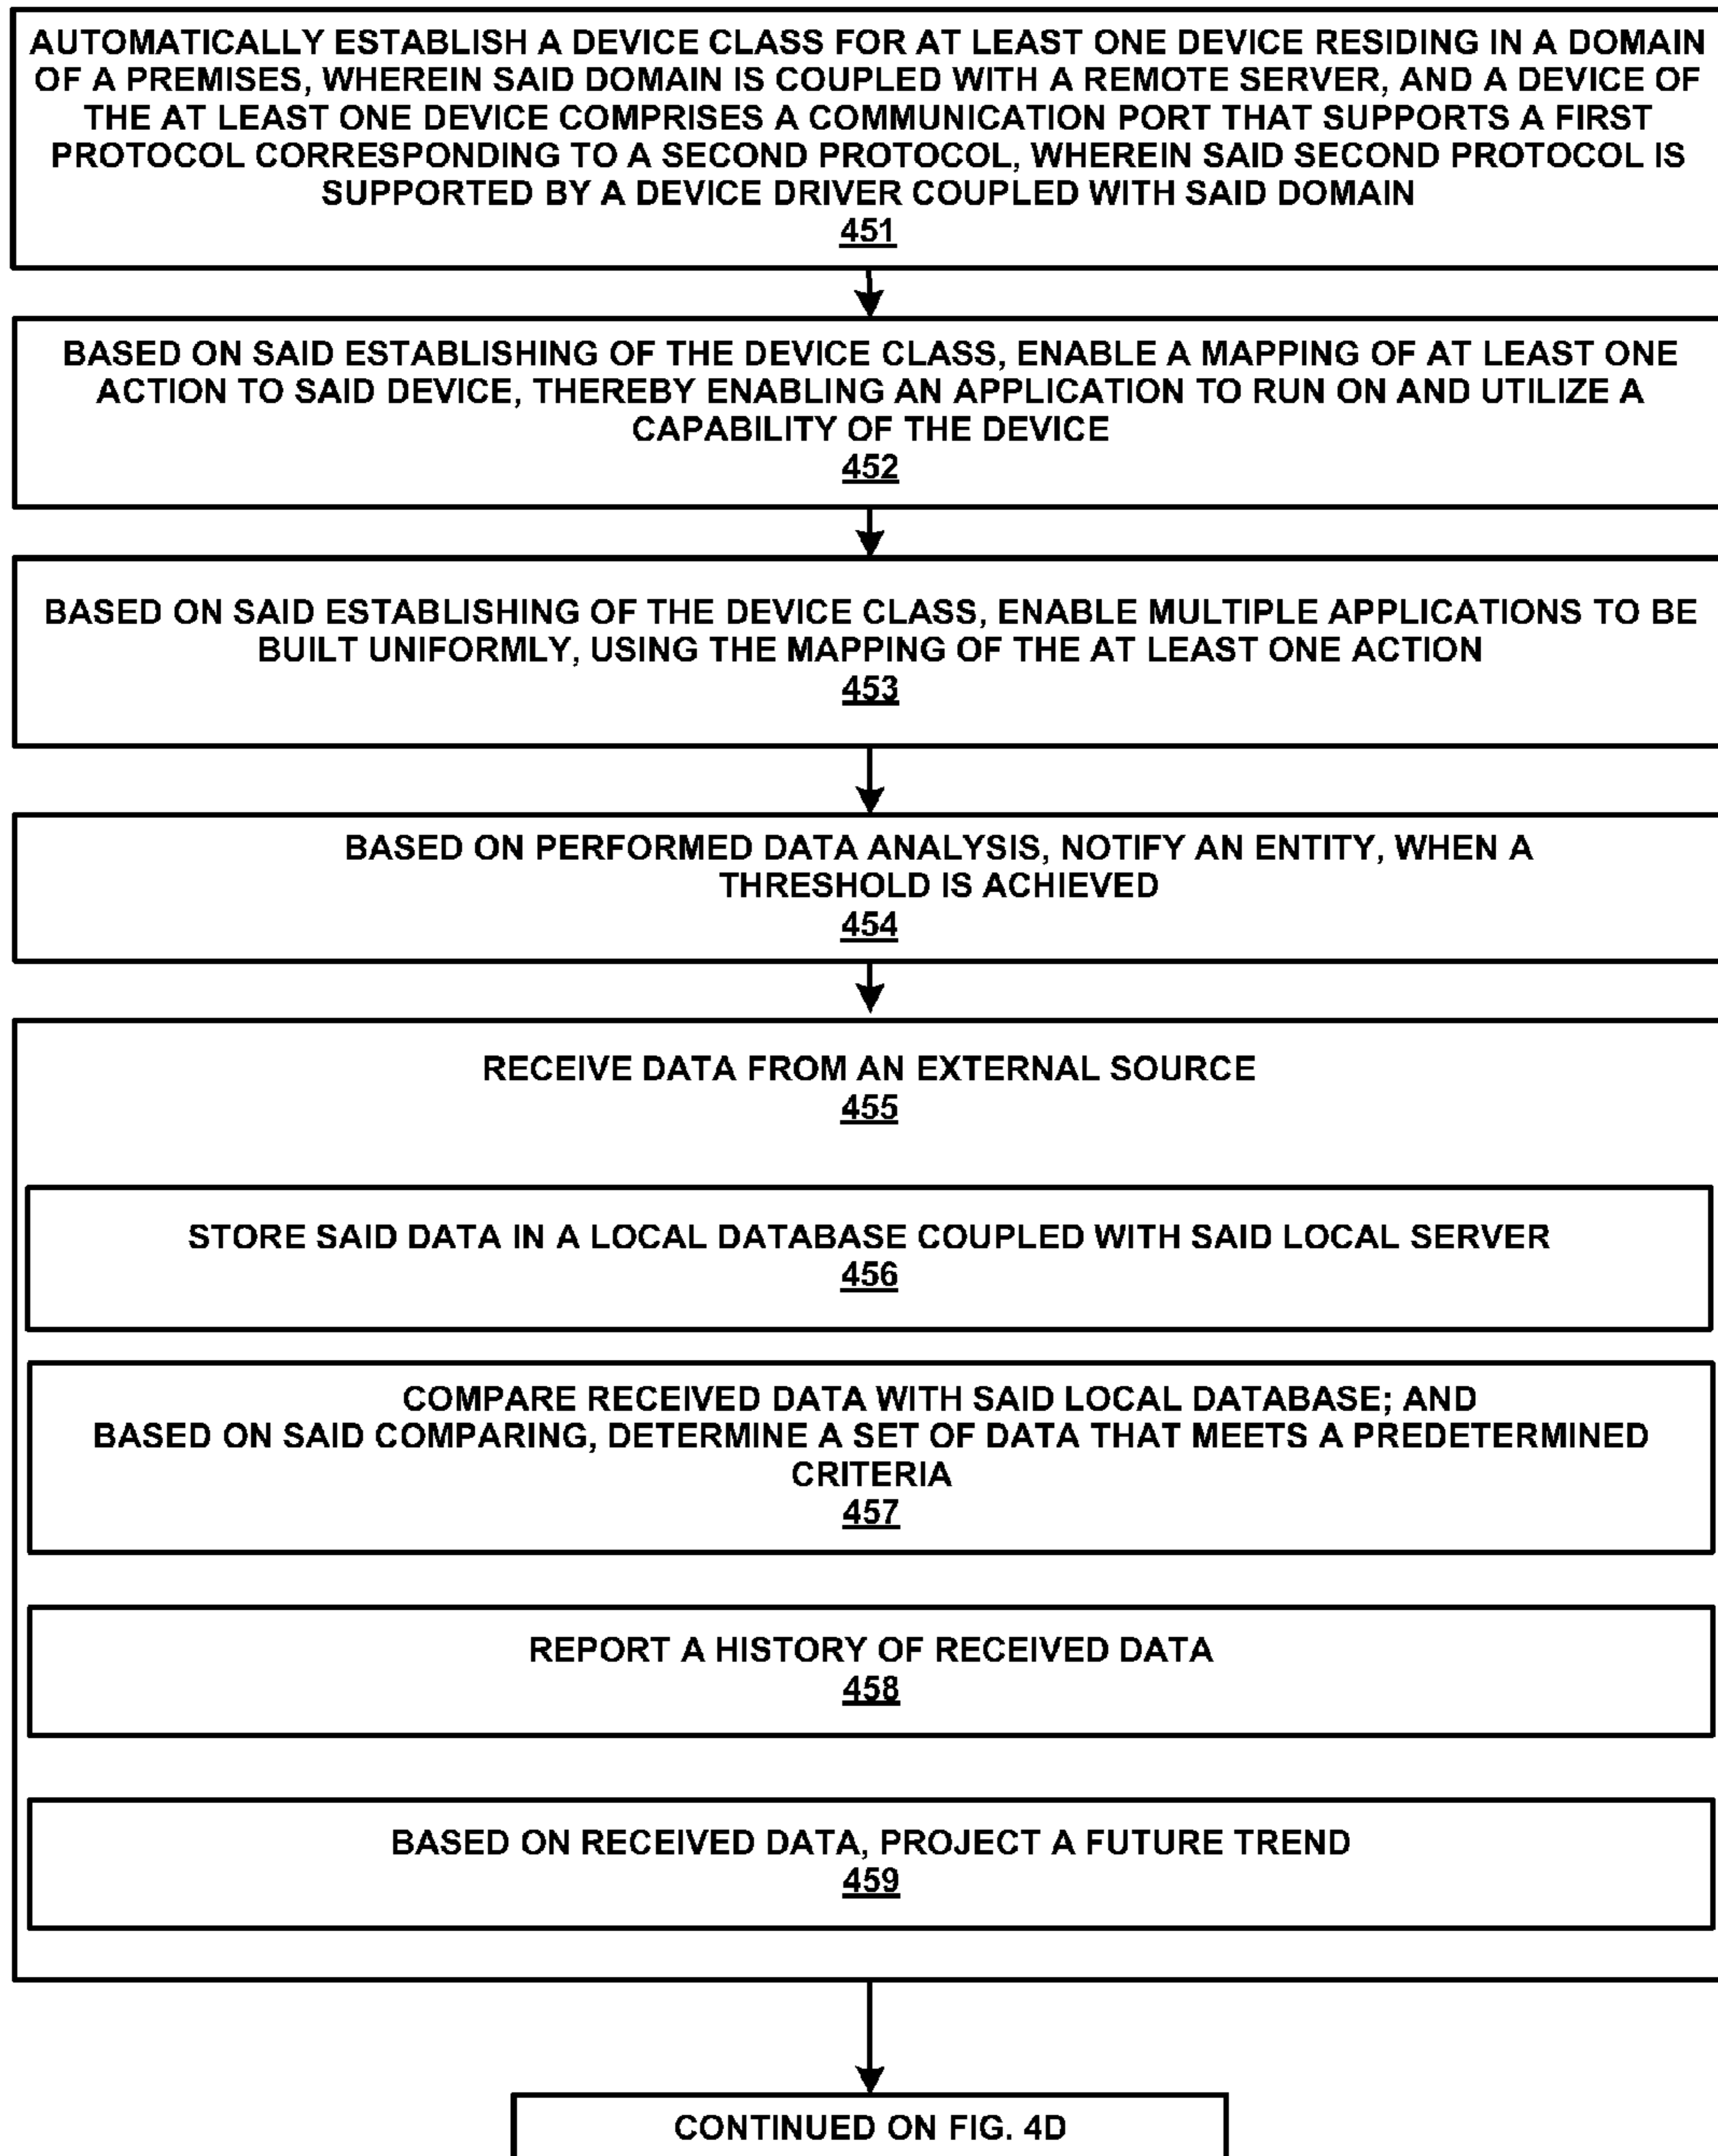 AUTOMATICALLY ESTABLISH A DEVICE CLASS FOR AT LEAST ONE DEVICE RESIDING IN A DOMAIN
OF A PREMISES, WHEREIN SAID DOMAIN IS COUPLED WITH A REMOTE SERVER, AND A DEVICE OF
THE AT LEAST ONE DEVICE COMPRISES A COMMUNICATION PORT THAT SUPPORTS A FIRST
PROTOCOL CORRESPONDING TO A SECOND PROTOCOL, WHEREIN SAID SECOND PROTOCOL IS
SUPPORTED BY A DEVICE DRIVER COUPLED WITH SAID DOMAIN
451
BASED ON SAID ESTABLISHING OF THE DEVICE CLASS, ENABLE A MAPPING OF AT LEAST ONE
ACTION TO SAID DEVICE, THEREBY ENABLING AN APPLICATION TO RUN ON AND UTILIZE A
CAPABILITY OF THE DEVICE
452
BASED ON SAID ESTABLISHING OF THE DEVICE CLASS, ENABLE MULTIPLE APPLICATIONS TO BE
BUILT UNIFORMLY, USING THE MAPPING OF THE AT LEAST ONE ACTION
453
BASED ON PERFORMED DATA ANALYSIS, NOTIFY AN ENTITY, WHEN A
THRESHOLD IS ACHIEVED
454
RECEIVE DATA FROM AN EXTERNAL SOURCE
455
STORE SAID DATA IN A LOCAL DATABASE COUPLED WITH SAID LOCAL SERVER
456
COMPARE RECEIVED DATA WITH SAID LOCAL DATABASE; AND
BASED ON SAID COMPARING, DETERMINE A SET OF DATA THAT MEETS A PREDETERMINED
CRITERIA
457
REPORT A HISTORY OF RECEIVED DATA
458
BASED ON RECEIVED DATA, PROJECT A FUTURE TREND
459
CONTINUED ON FIG. 4D